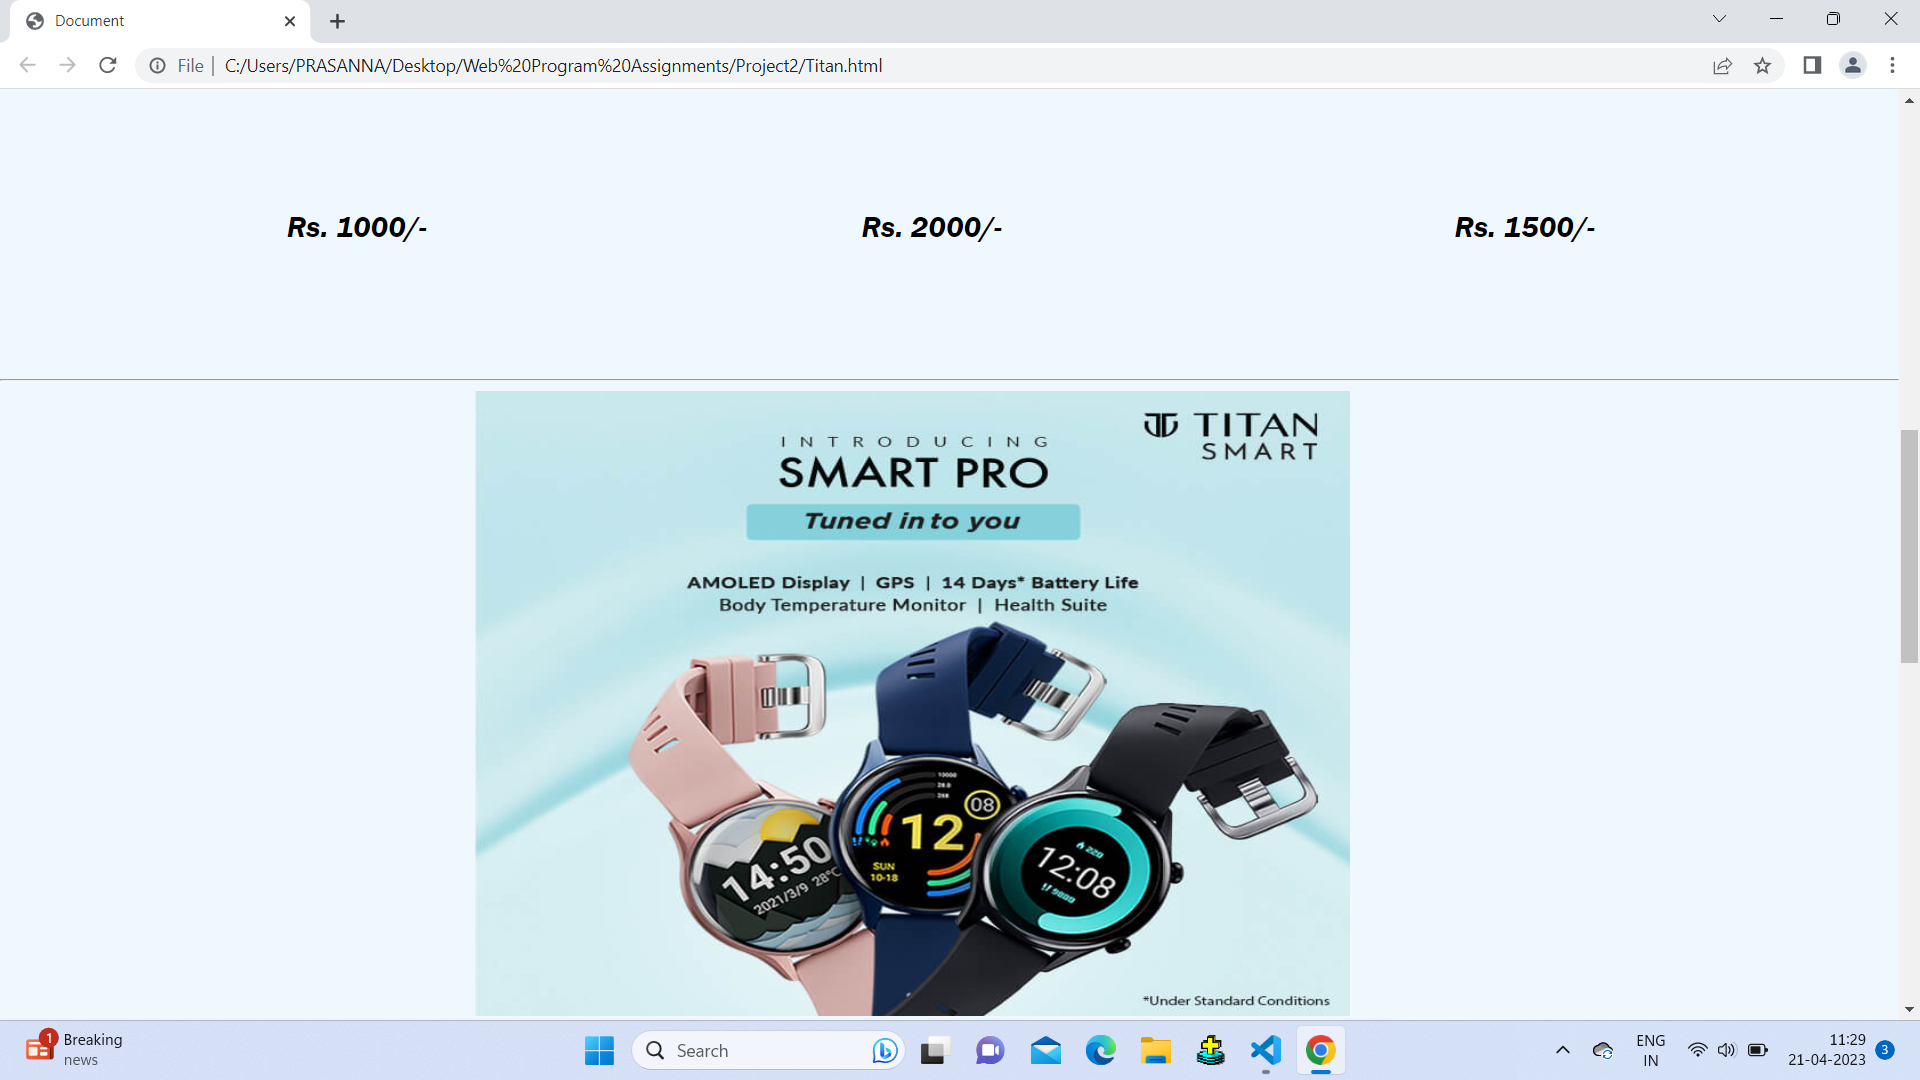 Document
File
C:/Users/PRASANNA/Desktop/Web%20Program%20Assignments/Project2/Titan.html
Rs. 1000/-
Rs. 2000/-
Rs. 1500/-
TITAN
SMART
INTRODUCING
SMART PRO
Tuned in to you
AMOLED Display | GPS | 14 Days* Battery Life
Body Temperature Monitor | Health Suite
14:50
2021/3/9 28°C
10000
08
12
SUN
10-18
220
12:08
9800
*Under Standard Conditions
1
Breaking
news
Search
ENG
IN
11:29
21-04-2023
3